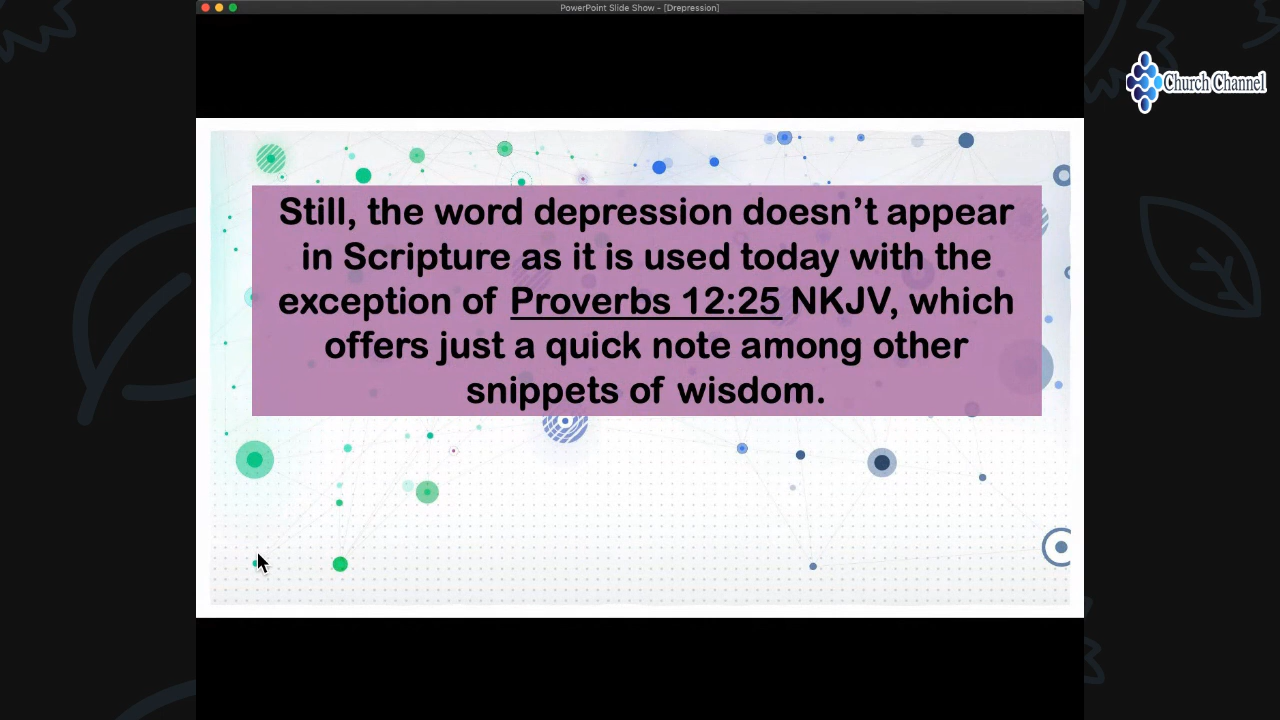 PowerPoint Slide Show - [Drepression]
Church Channel
Still, the word depression doesn’t appear
in Scripture as it is used today with the
exception of Proverbs 12:25 NKJV, which
offers just a quick note among other
snippets of wisdom.